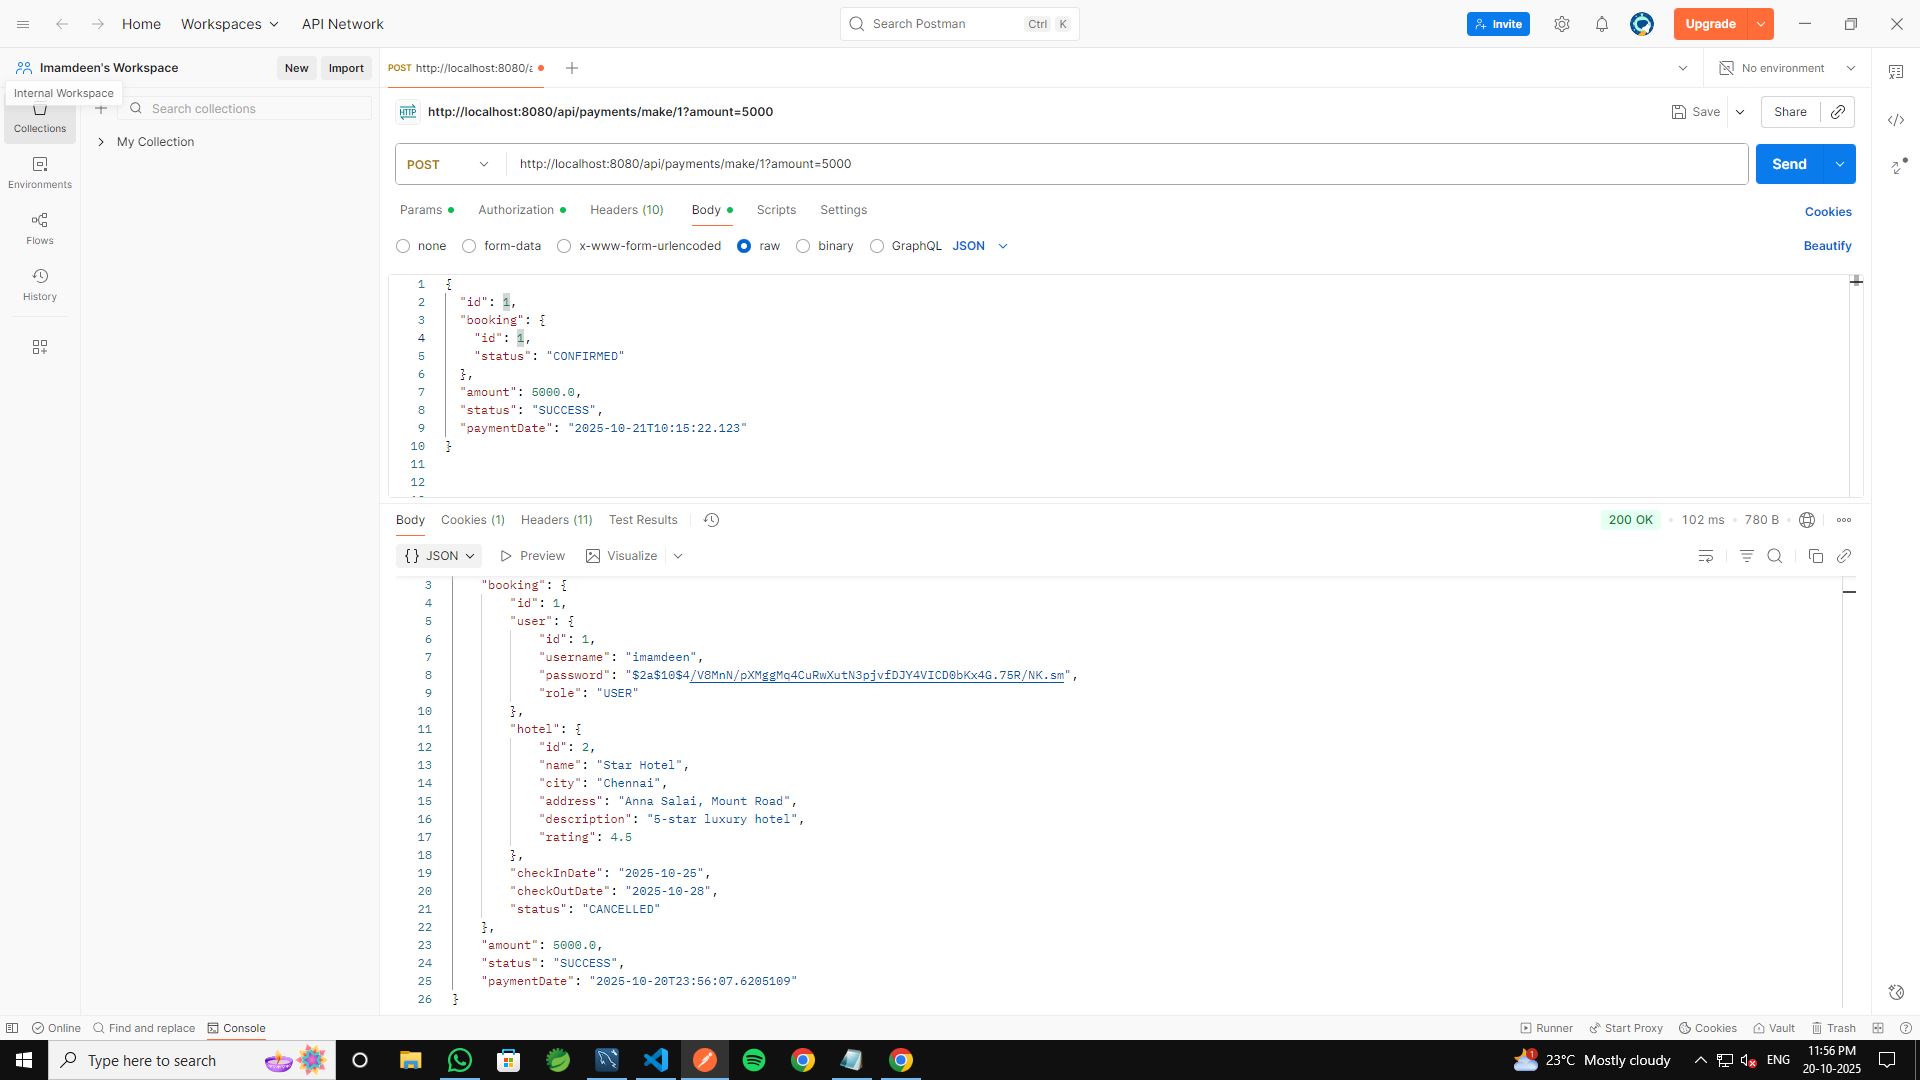 Home
Workspaces
API Network
Search Postman
Ctrl K
Invite
Upgrade
Imamdeen's Workspace
New
Import
POST http://localhost:8080/a
No environment
Internal Workspace
Search collections
Collections
My Collection
Environments
Flows
History
HTTP http://localhost:8080/api/payments/make/1?amount=5000
Save
Share
POST
http://localhost:8080/api/payments/make/1?amount=5000
Send
Params
Authorization
Headers (10)
Body
Scripts
Settings
Cookies
none
form-data
x-www-form-urlencoded
raw
binary
GraphQL
JSON
Beautify
1 {
2 "id": 1,
3 "booking": {
4 "id": 1,
5 "status": "CONFIRMED"
6 },
7 "amount": 5000.0,
8 "status": "SUCCESS",
9 "paymentDate": "2025-10-21T10:15:22.123"
10 }
11
12
Body
Cookies (1)
Headers (11)
Test Results
200 OK
102 ms
780 B
{} JSON
Preview
Visualize
3 "booking": {
4 "id": 1,
5 "user": {
6 "id": 1,
7 "username": "imamdeen",
8 "password": "$2a$10$4/V8MnN/pXMggMq4CuRwXutN3pjvfDJY4VICD0bKx4G.75R/NK.sm",
9 "role": "USER"
10 },
11 "hotel": {
12 "id": 2,
13 "name": "Star Hotel",
14 "city": "Chennai",
15 "address": "Anna Salai, Mount Road",
16 "description": "5-star luxury hotel",
17 "rating": 4.5
18 },
19 "checkInDate": "2025-10-25",
20 "checkOutDate": "2025-10-28",
21 "status": "CANCELLED"
22 },
23 "amount": 5000.0,
24 "status": "SUCCESS",
25 "paymentDate": "2025-10-20T23:56:07.6205109"
26 }
Online
Find and replace
Console
Runner
Start Proxy
Cookies
Vault
Trash
Type here to search
1
23°C Mostly cloudy
ENG
11:56 PM
20-10-2025